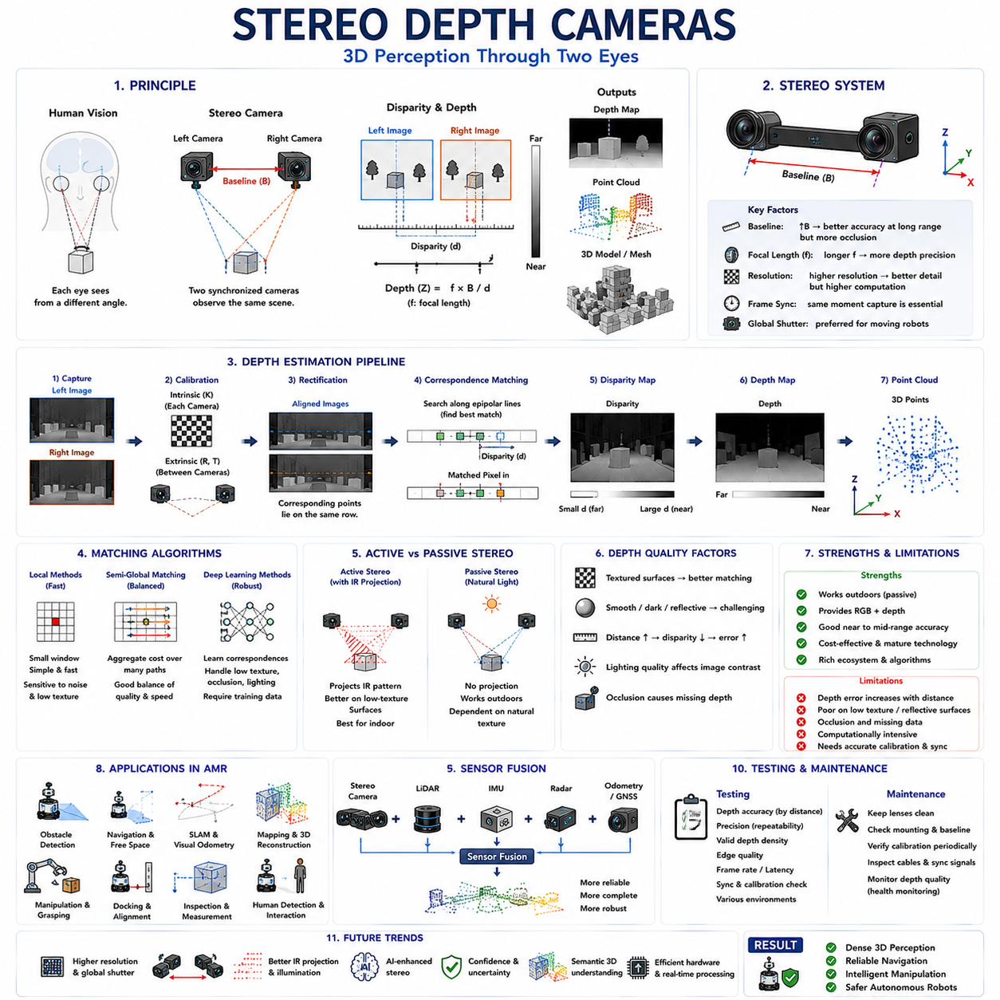 STEREO DEPTH CAMERAS
3D Perception Through Two Eyes
1. PRINCIPLE
Human Vision
Each eye sees
from a different angle.
Stereo Camera
Left Camera
Right Camera
Baseline (B)
Two synchronized cameras
observe the same scene.
Disparity & Depth
Left Image
Right Image
Disparity (d)
Depth (Z) = f × B / d
(f: focal length)
Far
Near
Outputs
Depth Map
Point Cloud
3D Model / Mesh
2. STEREO SYSTEM
Baseline (B)
Z
Y
X
Key Factors
Baseline: ↑B → better accuracy at long range
but more occlusion
Focal Length (f): longer f → more depth precision
Resolution: higher resolution → better detail
but higher computation
Frame Sync: same moment capture is essential
Global Shutter: preferred for moving robots
3. DEPTH ESTIMATION PIPELINE
1) Capture
Left Image
Right Image
2) Calibration
Intrinsic (K)
(Each Camera)
Extrinsic (R, T)
(Between Cameras)
3) Rectification
Aligned Images
Corresponding points
lie on the same row.
4) Correspondence Matching
Search along epipolar lines
(find best match)
Disparity (d)
Matched Pixel in
5) Disparity Map
Disparity
Small d (far)
Large d (near)
6) Depth Map
Depth
Far
Near
7) Point Cloud
3D Points
Z
Y
X
4. MATCHING ALGORITHMS
Local Methods
(Fast)
Small window
Simple & fast
Sensitive to noise
& low texture
Semi-Global Matching
(Balanced)
Aggregate cost over
many paths
Good balance of
quality & speed
Deep Learning Methods
(Robust)
Learn correspondences
Handle low texture,
occlusion, lighting
Require training data
5. ACTIVE vs PASSIVE STEREO
Active Stereo
(with IR Projection)
Projects IR pattern
Better on low-texture
Surfaces
Best for indoor
Passive Stereo
(Natural Light)
No projection
Works outdoors
Dependent on natural
texture
6. DEPTH QUALITY FACTORS
Textured surfaces → better matching
Smooth / dark / reflective → challenging
Distance ↑ → disparity ↓ → error ↑
Lighting quality affects image contrast
Occlusion causes missing depth
7. STRENGTHS & LIMITATIONS
Strengths
Works outdoors (passive)
Provides RGB + depth
Good near to mid-range accuracy
Cost-effective & mature technology
Rich ecosystem & algorithms
Limitations
Depth error increases with distance
Poor on low texture / reflective surfaces
Occlusion and missing data
Computationally intensive
Needs accurate calibration & sync
8. APPLICATIONS IN AMR
Obstacle
Detection
Navigation &
Free Space
SLAM &
Visual Odometry
Mapping & 3D
Reconstruction
Manipulation &
Grasping
Docking &
Alignment
Inspection &
Measurement
Human Detection &
Interaction
5. SENSOR FUSION
Stereo
Camera
LiDAR
IMU
Radar
Odometry
/ GNSS
+ + + +
Sensor Fusion
More reliable
More complete
More robust
10. TESTING & MAINTENANCE
Testing
Depth accuracy (by distance)
Precision (repeatability)
Valid depth density
Edge quality
Frame rate / Latency
Sync & calibration check
Various environments
Maintenance
Keep lenses clean
Check mounting & baseline
Verify calibration periodically
Inspect cables & sync signals
Monitor depth quality
(health monitoring)
11. FUTURE TRENDS
Higher resolution
& global shutter
Better IR projection
& illumination
AI
AI-enhanced
stereo
Confidence &
uncertainty
Semantic 3D
understanding
Efficient hardware
& real-time processing
RESULT
Dense 3D Perception
Reliable Navigation
Intelligent Manipulation
Safer Autonomous Robots